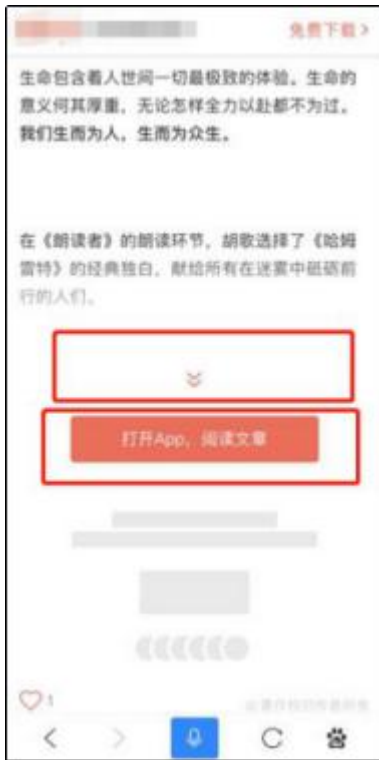 免费下载>
生命包含着人世间一切最极致的体验。生命的
意义何其厚重，无论怎样全力以赴都不为过。
我们生而为人，生而为众生。
在《朗读者》的朗读环节，胡歌选择了《哈姆
雷特》的经典独白，献给所有在迷雾中砥砺前
行的人们。
打开App，阅读文章
1